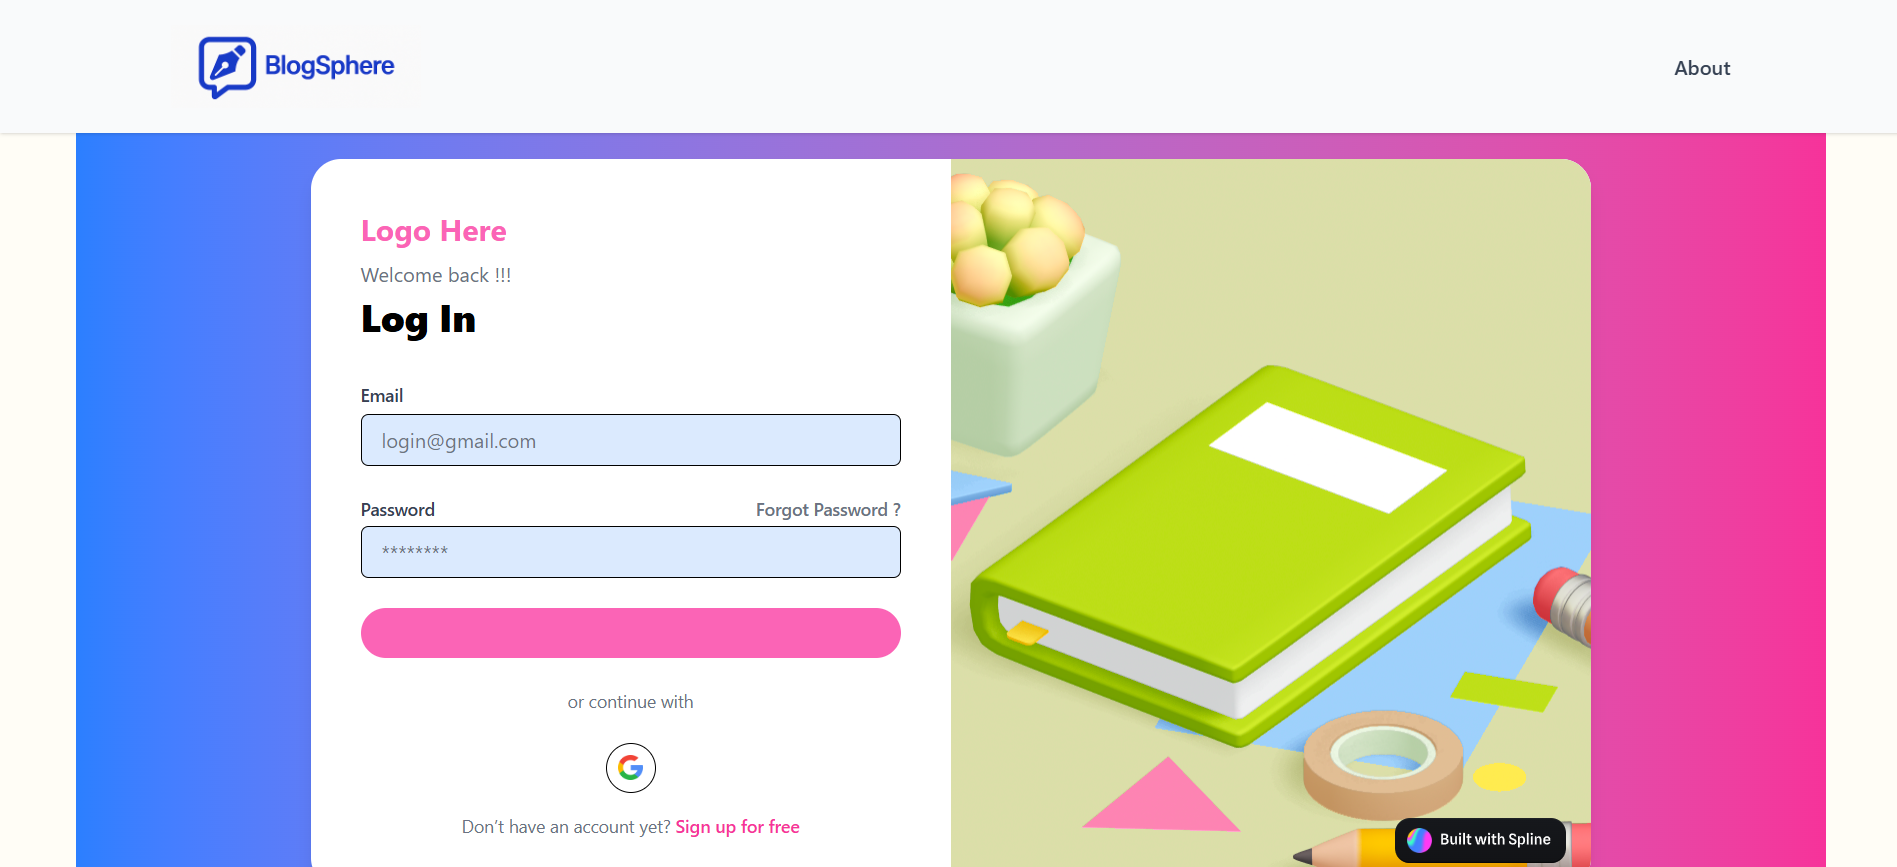 BlogSphere
About
Logo Here
Welcome back !!!
Log In
Email
login@gmail.com
Password
Forgot Password ?
********
or continue with
Don’t have an account yet? Sign up for free
Built with Spline